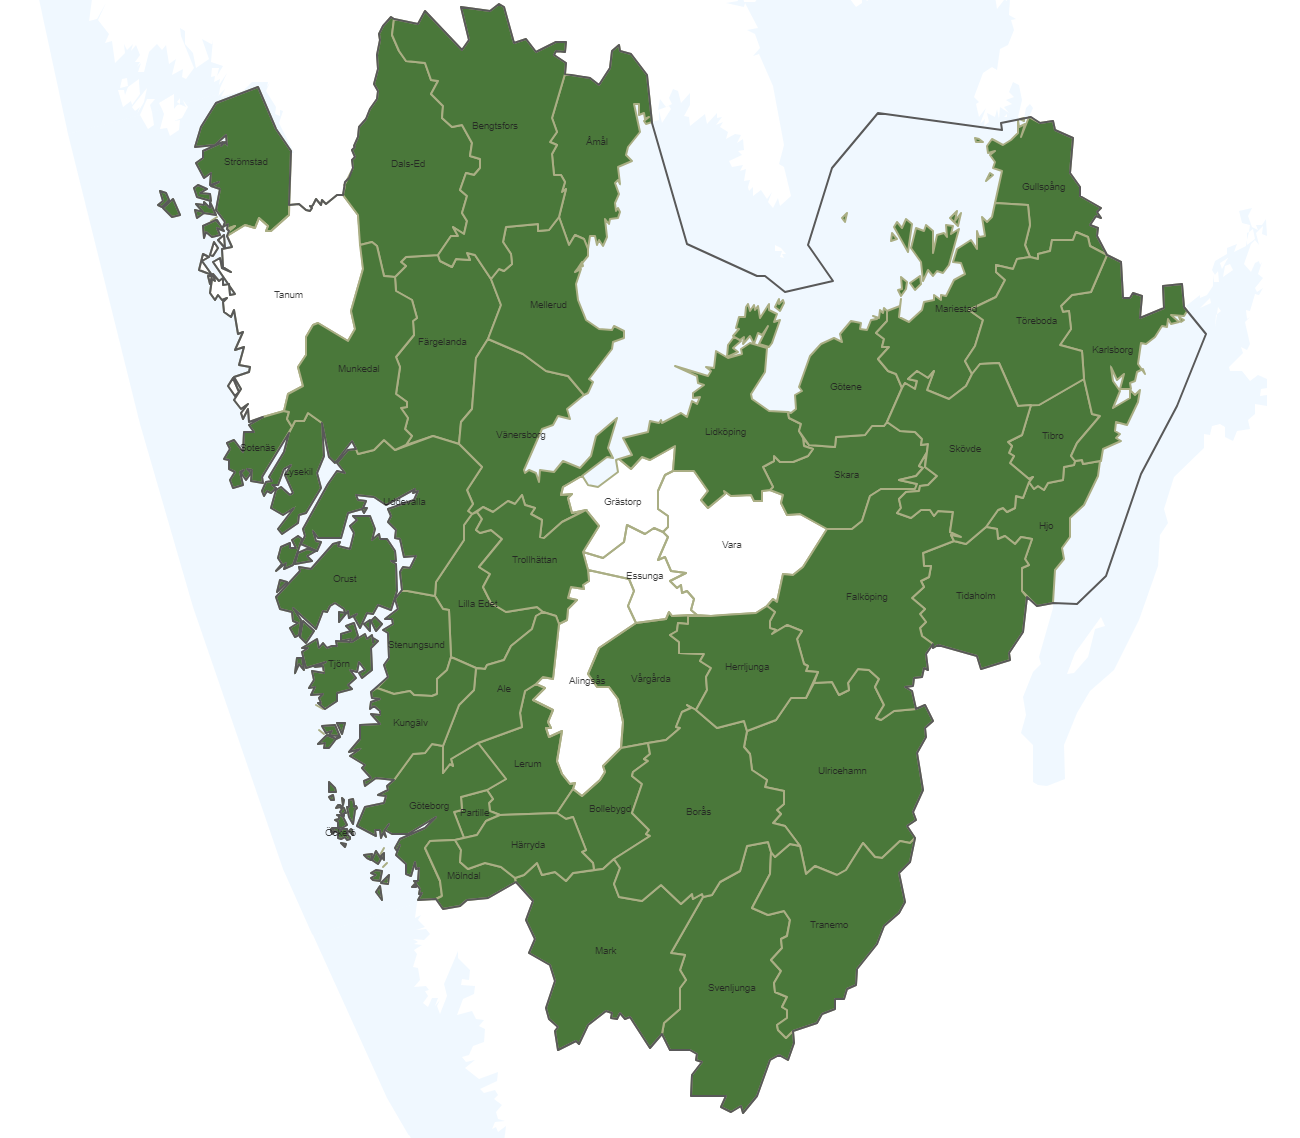 Bengtsfors
Åmål
Strömstad
Dals-Ed
Gullspång
Tanum
Mellerud
Mariestad
Töreboda
Färgelanda
Karlsborg
Munkedal
Götene
Lidköping
Vänersborg
Tibro
Sotenäs
Skövde
Lysekil
Skara
Uddevalla
Grästorp
Hjo
Vara
Trollhättan
Essunga
Orust
Tidaholm
Falköping
Lilla Edet
Stenungsund
Tjörn
Herrljunga
Alingsås
Vårgårda
Ale
Kungälv
Lerum
Ulricehamn
Göteborg
Bollebygd
Partille
Borås
Öckerö
Härryda
Mölndal
Tranemo
Mark
Svenljunga